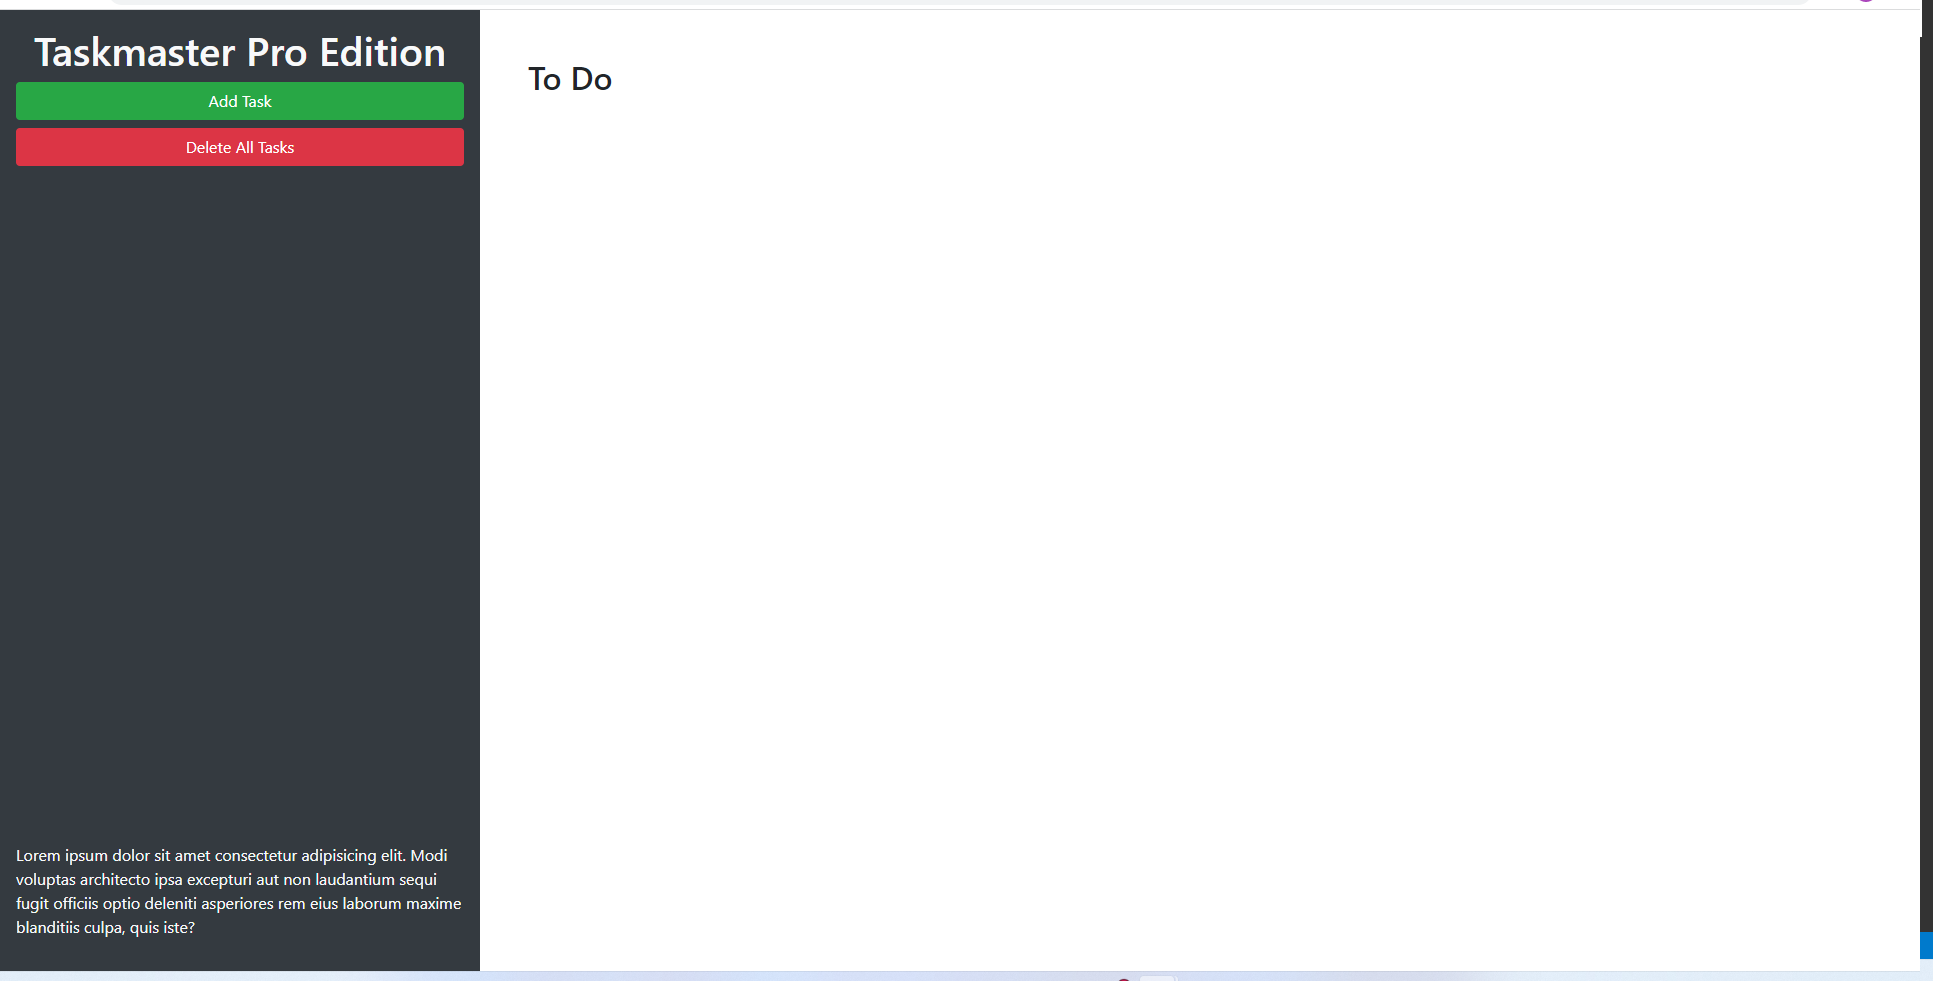 Taskmaster Pro Edition
Add Task
Delete All Tasks
Lorem ipsum dolor sit amet consectetur adipisicing elit. Modi
voluptas architecto ipsa excepturi aut non laudantium sequi
fugit officiis optio deleniti asperiores rem eius laborum maxime
blanditiis culpa, quis iste?
To Do